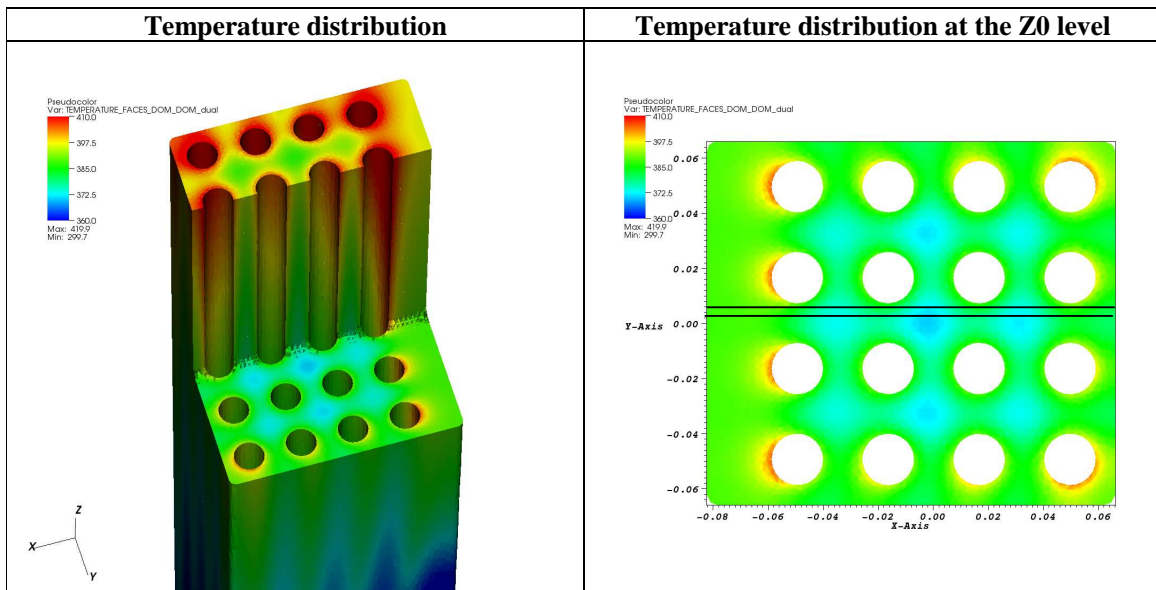 Temperature distribution
Temperature distribution at the Z0 level
Pseudocolor
Var: TEMPERATURE_FACES_DOM_DOM_dual
410.0
397.5
385.0
372.5
360.0
Max: 419.9
Min: 299.7
Z
X
Y
Pseudocolor
Var: TEMPERATURE_FACES_DOM_DOM_dual
410.0
397.5
385.0
372.5
360.0
Max: 419.9
Min: 299.7
0.06
0.04
0.02
Y-Axis
0.00
-0.02
-0.04
-0.06
-0.08 -0.06 -0.04 -0.02 0.00 0.02 0.04 0.06
X-Axis